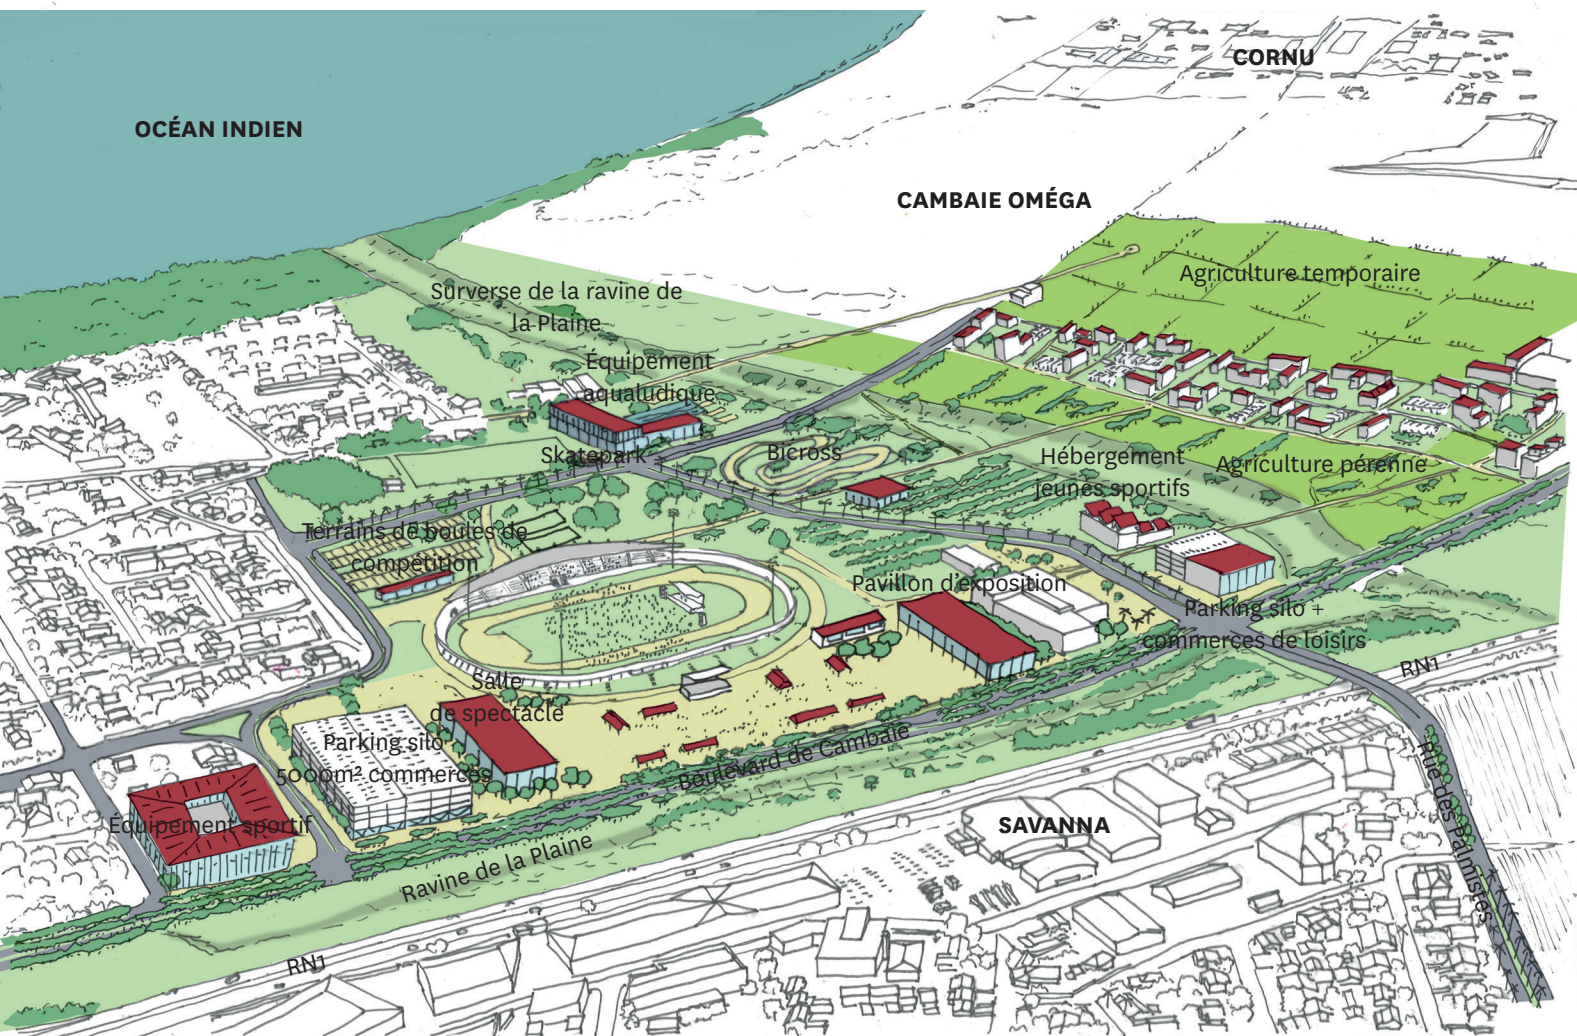 CORNU
OCÉAN INDIEN
CAMBAIE OMÉGA
Agriculture temporaire
Surverse de la ravine de
la Plaine
Équipement
aqualudique
Skatepark
Bicross
Hébergement
jeunes sportifs
Agriculture pérenne
Terrains de boules de
compétition
Pavillon d'exposition
Parking silo +
commerces de loisirs
RN1
Salle
de spectacle
Parking silo
5000m² commerces
Boulevard de Cambaie
Rue des Palmistes
Équipement sportif
SAVANNA
Ravine de la Plaine
RN1